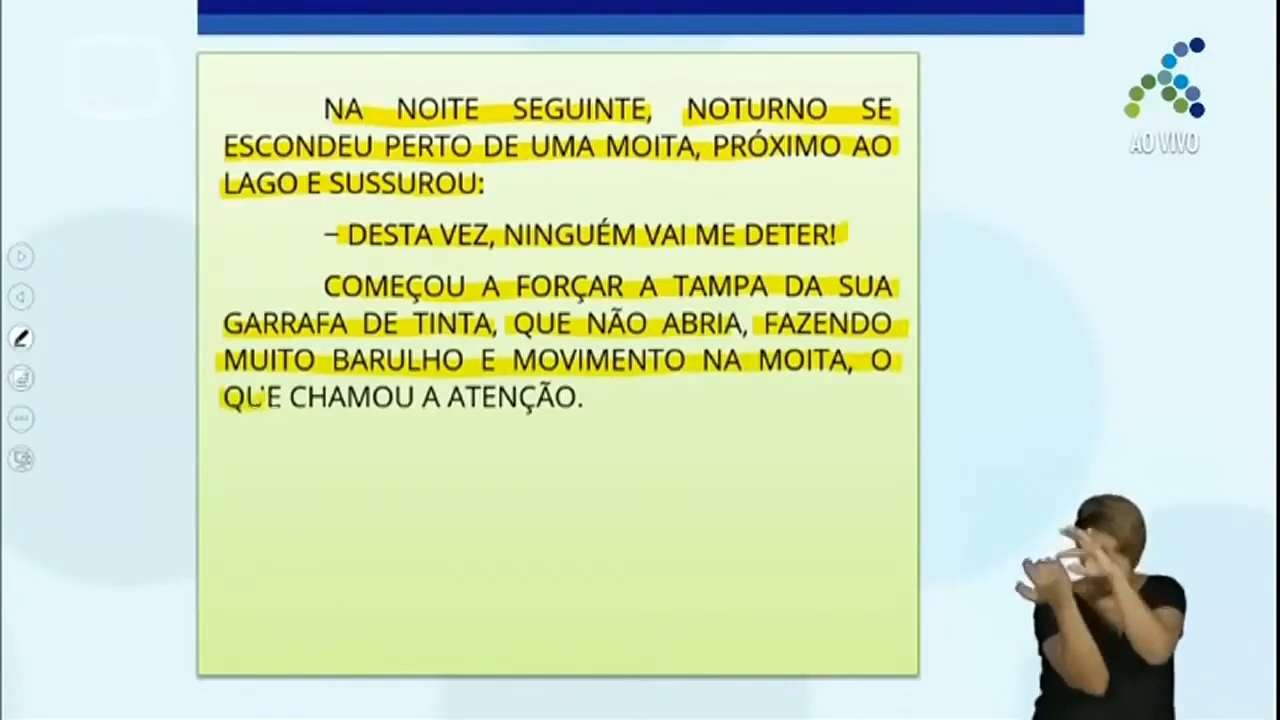 NA NOITE SEGUINTE, NOTURNO SE
ESCONDEU PERTO DE UMA MOITA, PRÓXIMO AO
LAGO E SUSSUROU:
– DESTA VEZ, NINGUÉM VAI ME DETER!
COMEÇOU A FORÇAR A TAMPA DA SUA
GARRAFA DE TINTA, QUE NÃO ABRIA, FAZENDO
MUITO BARULHO E MOVIMENTO NA MOITA, O
QUE CHAMOU A ATENÇÃO.
AO VIVO